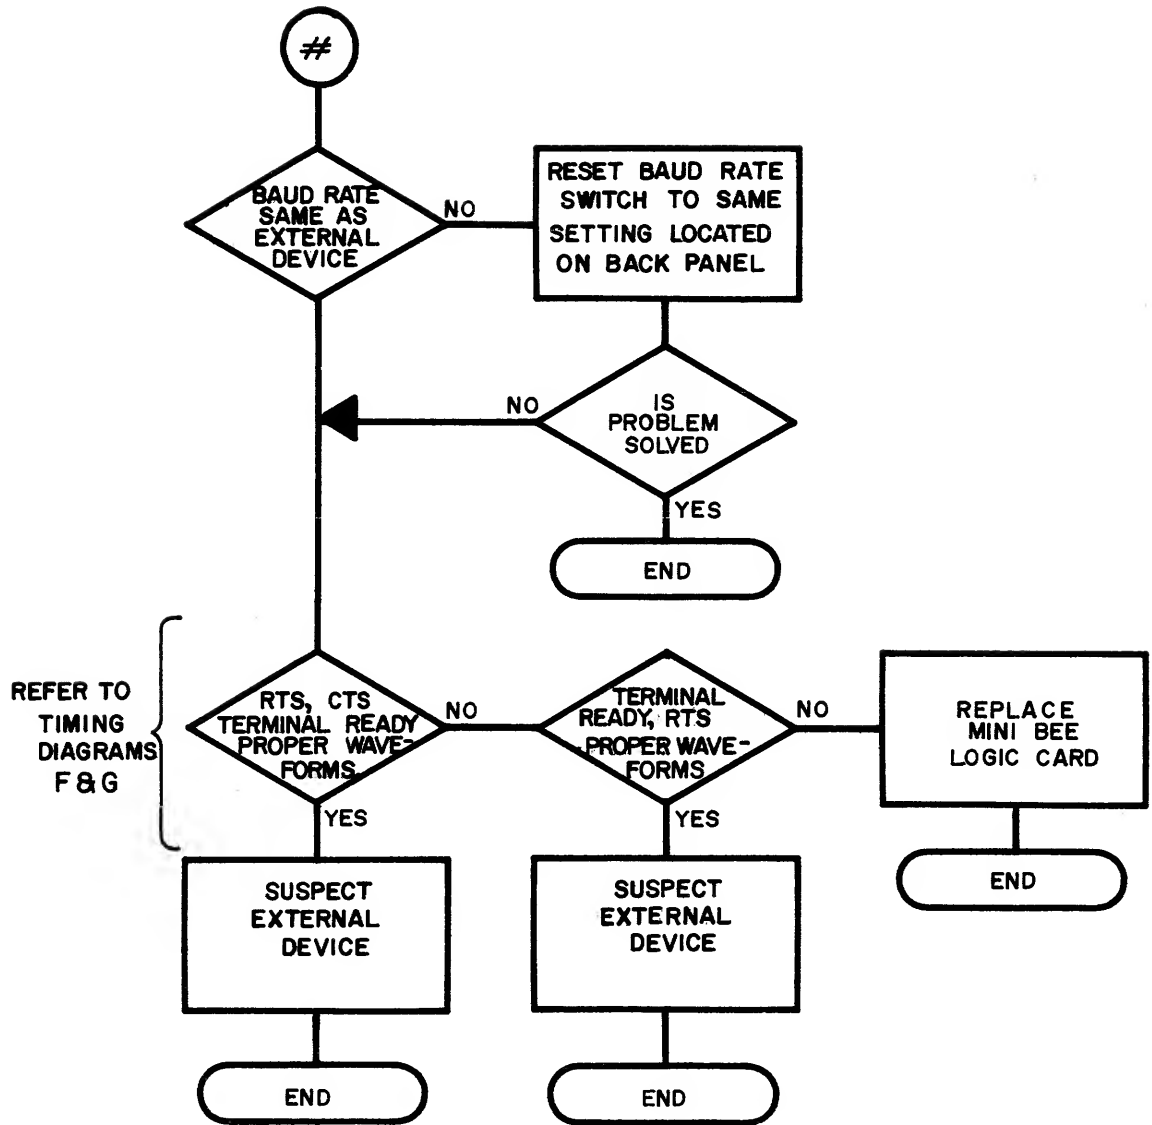 #
BAUD RATE
SAME AS
EXTERNAL
DEVICE
NO
RESET BAUD RATE
SWITCH TO SAME
SETTING LOCATED
ON BACK PANEL
IS
PROBLEM
SOLVED
NO
YES
END
REFER TO
TIMING
DIAGRAMS
F & G
RTS, CTS
TERMINAL READY
PROPER WAVE-
FORMS
NO
YES
TERMINAL
READY, RTS
PROPER WAVE-
FORMS
NO
YES
REPLACE
MINI BEE
LOGIC CARD
END
SUSPECT
EXTERNAL
DEVICE
END
SUSPECT
EXTERNAL
DEVICE
END